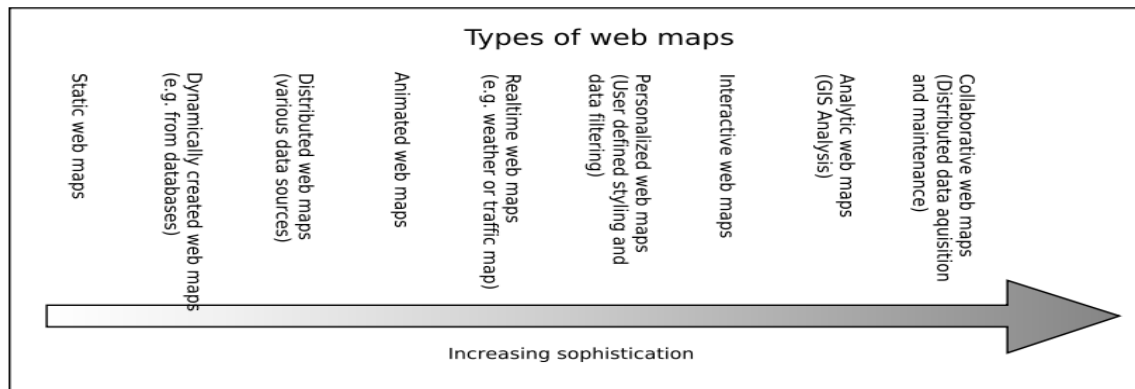 Types of web maps
Static web maps
Dynamically created web maps
(e.g. from databases)
Distributed web maps
(various data sources)
Animated web maps
Realtime web maps
(e.g. weather or traffic map)
Personalized web maps
(User defined styling and
data filtering)
Interactive web maps
Analytic web maps
(GIS Analysis)
Collaborative web maps
(Distributed data aquisition
and maintenance)
Increasing sophistication